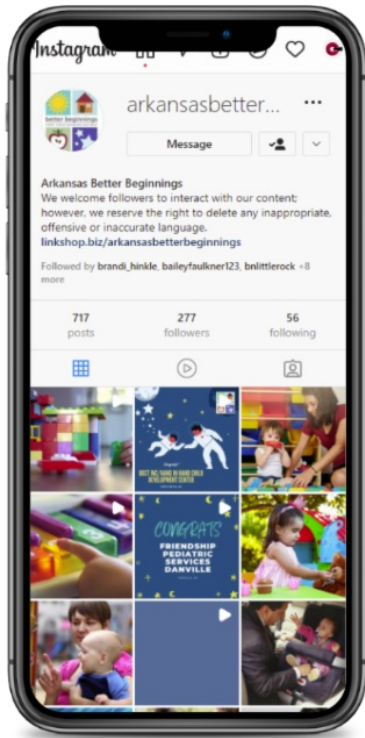 Instagram
better beginnings
arkansasbetter... ...
Message
Arkansas Better Beginnings
We welcome followers to interact with our content;
however, we reserve the right to delete any inappropriate,
offensive or inaccurate language.
linkshop.biz/arkansasbetterbeginnings
Followed by brandi_hinkle, baileyfaulkner123, bnlittlerock +8
more
717 277 56
posts followers following
CONGRATS
FRIENDSHIP
PEDIATRIC
SERVICES
DANVILLE
DEVELOPMENT CENTER